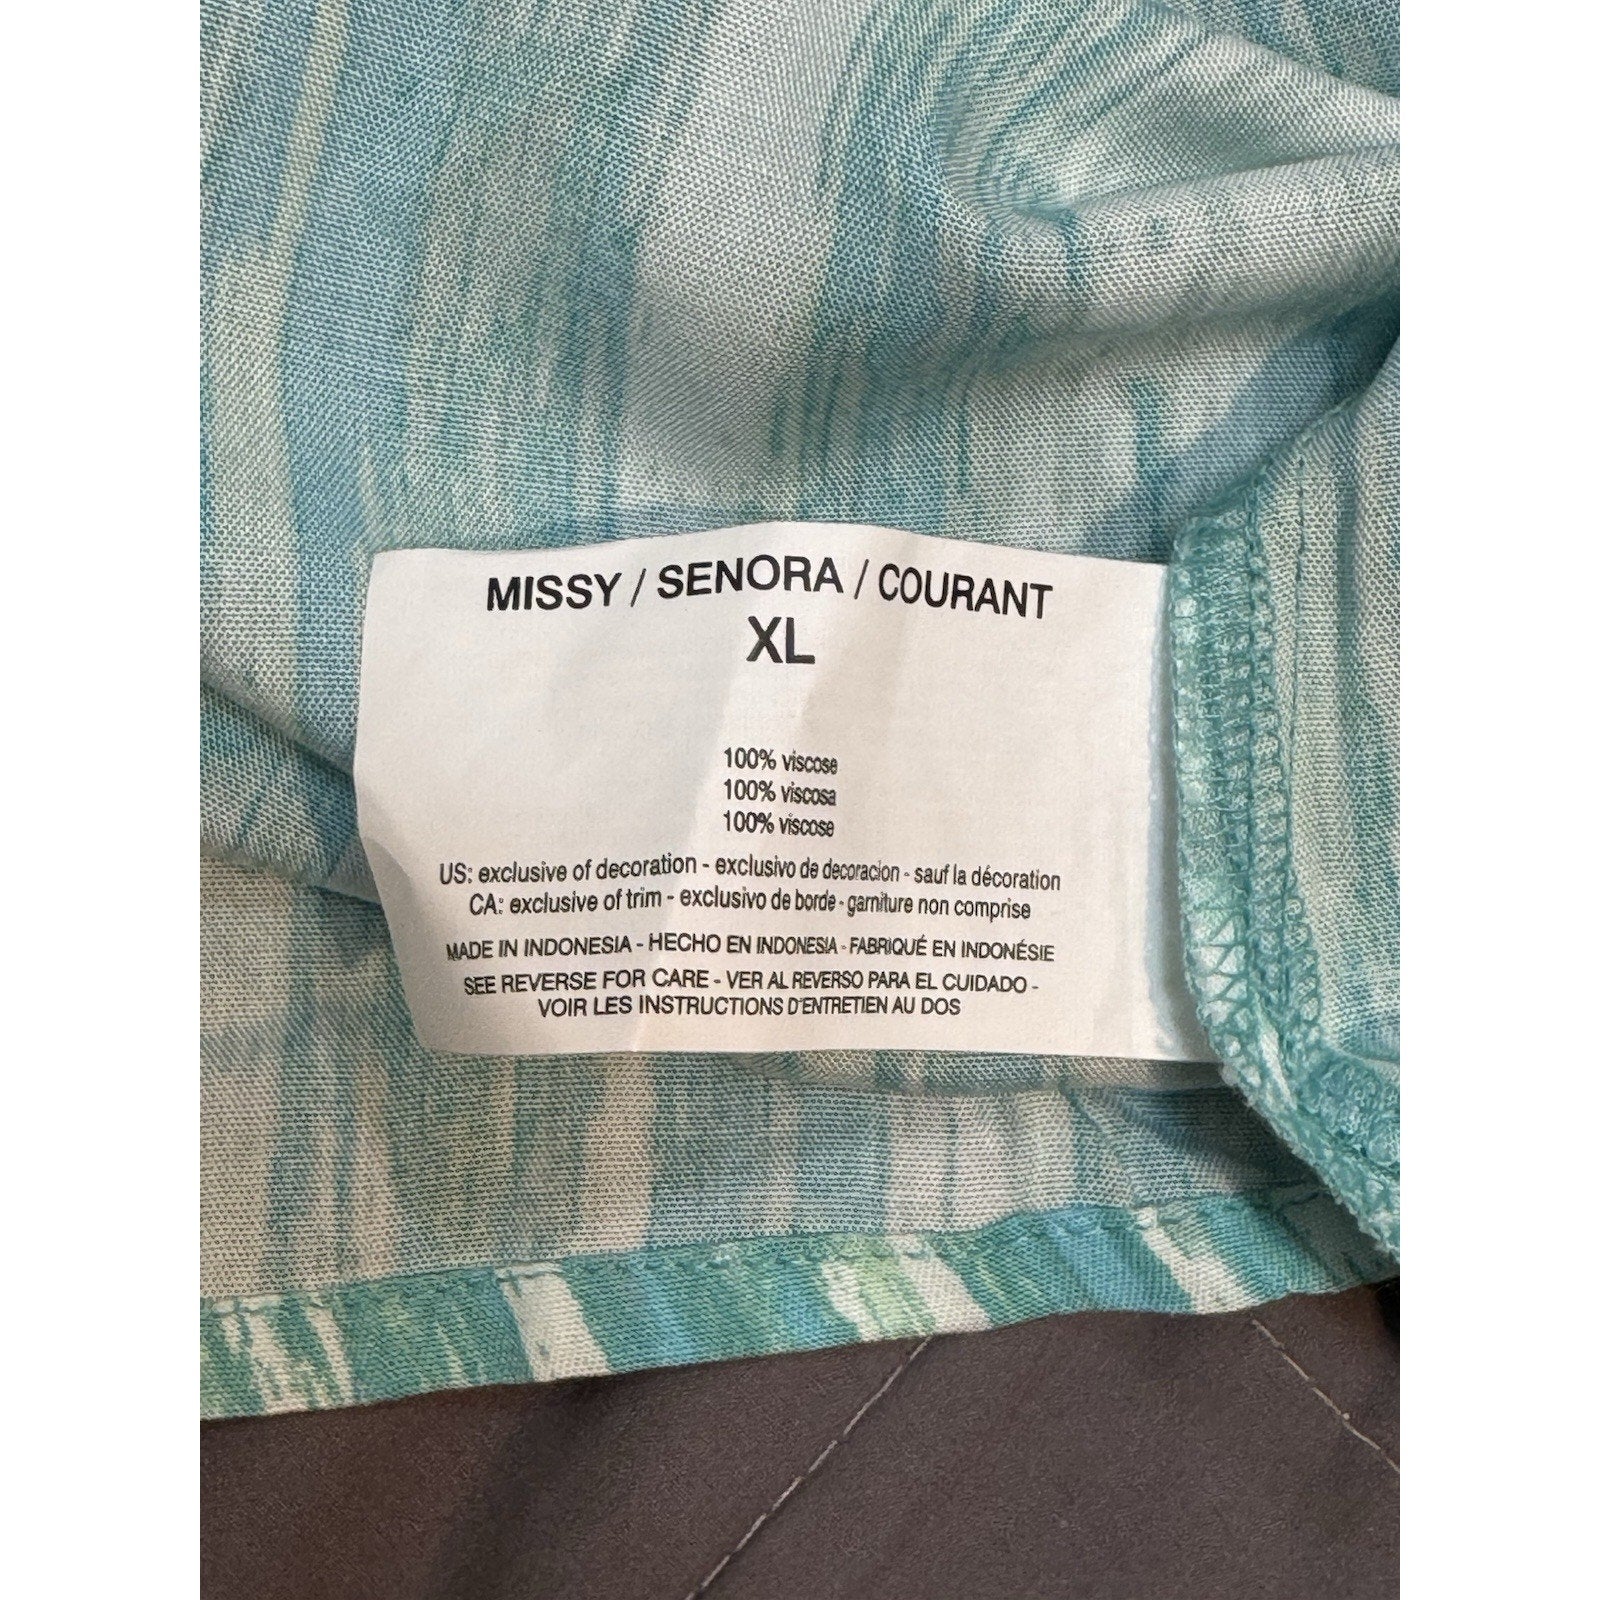 MISSY / SENORA / COURANT
XL
100% viscose
100% viscosa
100% viscose
US: exclusive of decoration - exclusivo de decoracion - sauf la décoration
CA: exclusive of trim - exclusivo de borde - garniture non comprise
MADE IN INDONESIA - HECHO EN INDONESIA - FABRIQUÉ EN INDONÉSIE
SEE REVERSE FOR CARE - VER AL REVERSO PARA EL CUIDADO -
VOIR LES INSTRUCTIONS D'ENTRETIEN AU DOS